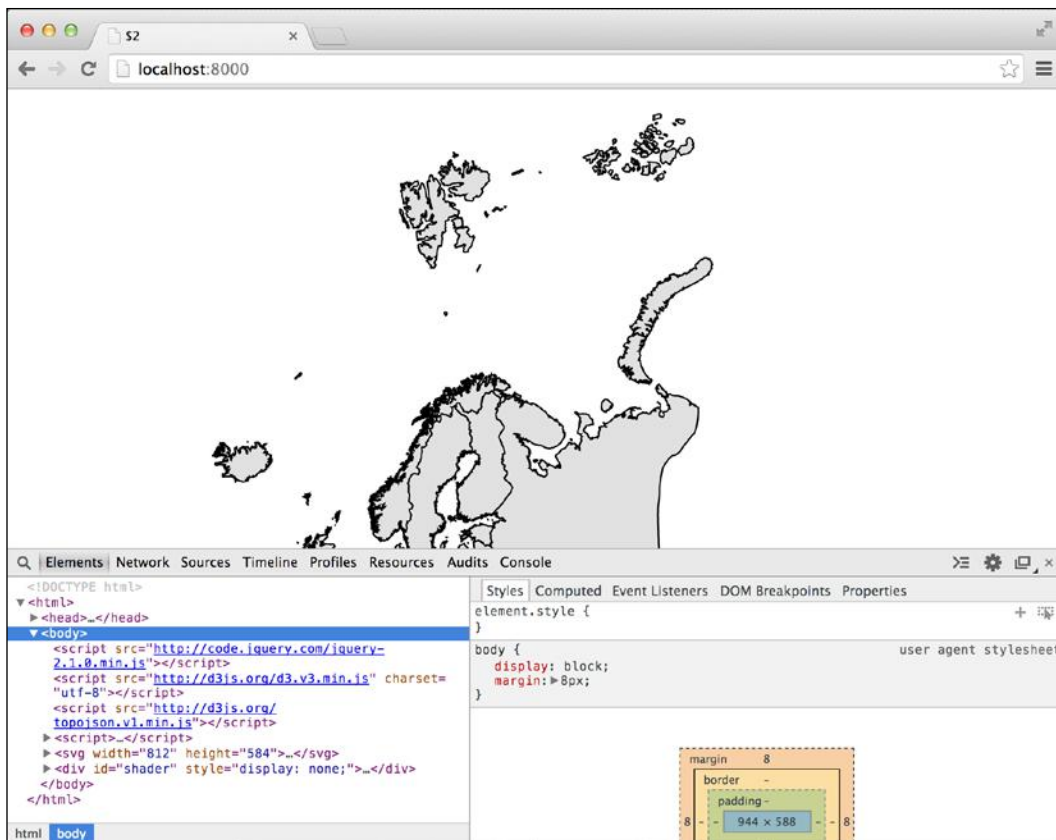 $2
localhost:8000
Elements Network Sources Timeline Profiles Resources Audits Console
<!DOCTYPE html>
▼<html>
▶<head>…</head>
▼<body>
<script src="http://code.jquery.com/jquery-
2.1.0.min.js"></script>
<script src="http://d3js.org/d3.v3.min.js" charset=
"utf-8"></script>
<script src="http://d3js.org/
topojson.v1.min.js"></script>
▶<script>…</script>
▶<svg width="812" height="584">…</svg>
▶<div id="shader" style="display: none;">…</div>
</body>
</html>
html body
Styles Computed Event Listeners DOM Breakpoints Properties
element.style {
}
body { user agent stylesheet
display: block;
margin:▶8px;
}
margin 8
border -
padding -
8 - - 944 × 588 - - 8